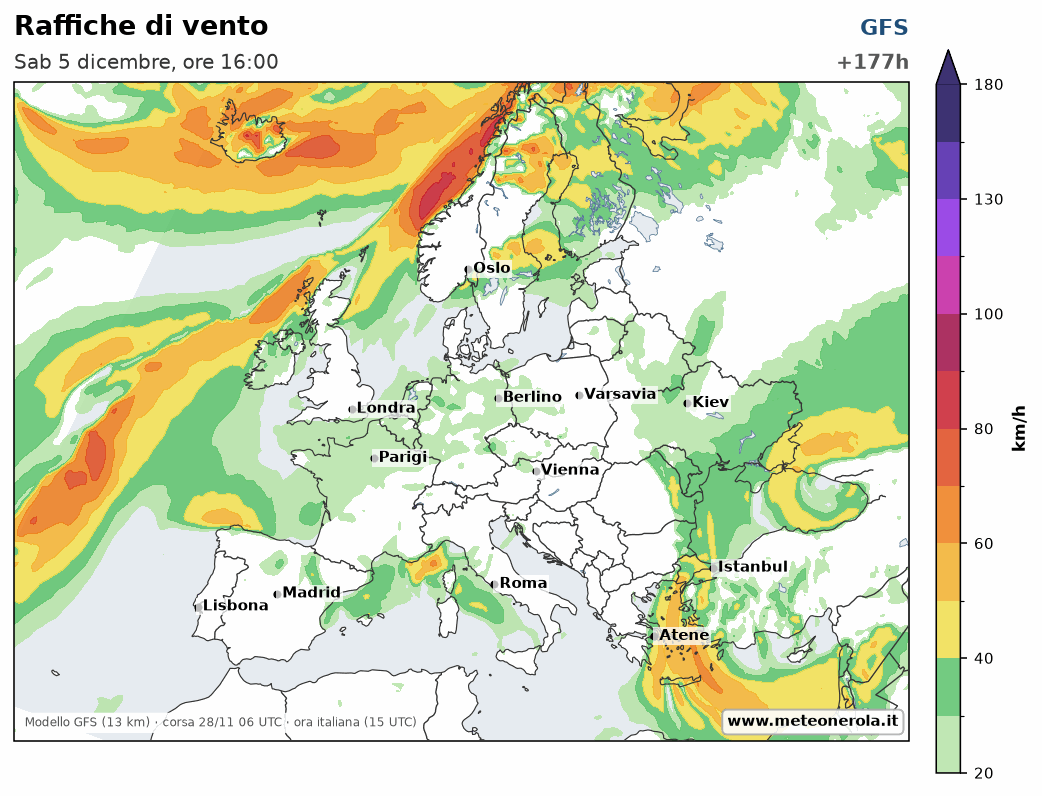 Raffiche di vento
GFS
Sab 5 dicembre, ore 16:00
+177h
180
130
100
80
60
40
20
km/h
Oslo
Londra
Berlino
Varsavia
Kiev
Parigi
Vienna
Istanbul
Roma
Madrid
Lisbona
Atene
Modello GFS (13 km) · corsa 28/11 06 UTC · ora italiana (15 UTC)
www.meteonerola.it